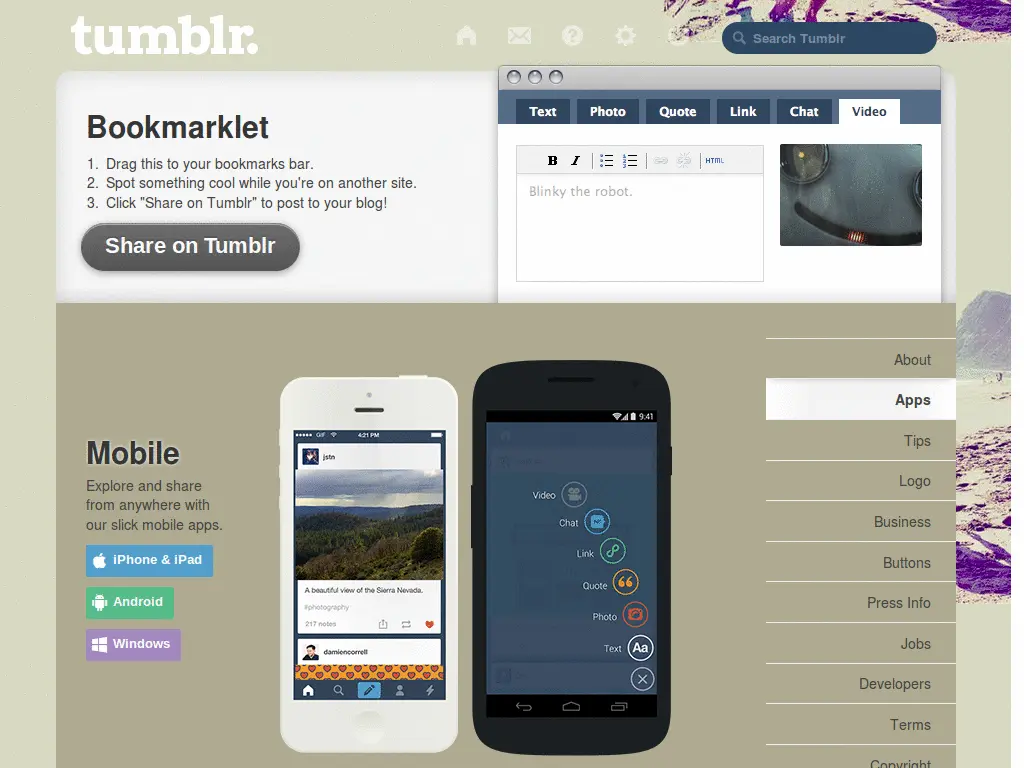 tumblr.
Search Tumblr
Bookmarklet
1. Drag this to your bookmarks bar.
2. Spot something cool while you're on another site.
3. Click "Share on Tumblr" to post to your blog!
Share on Tumblr
Text Photo Quote Link Chat Video
B I HTML
Blinky the robot.
Mobile
Explore and share
from anywhere with
our slick mobile apps.
iPhone & iPad
Android
Windows
GIF 4:21 PM
jstn
A beautiful view of the Sierra Nevada.
#photography
217 notes
damiencorrell
9:41
Video
Chat
Link
Quote
Photo
Text Aa
About
Apps
Tips
Logo
Business
Buttons
Press Info
Jobs
Developers
Terms
Copyright